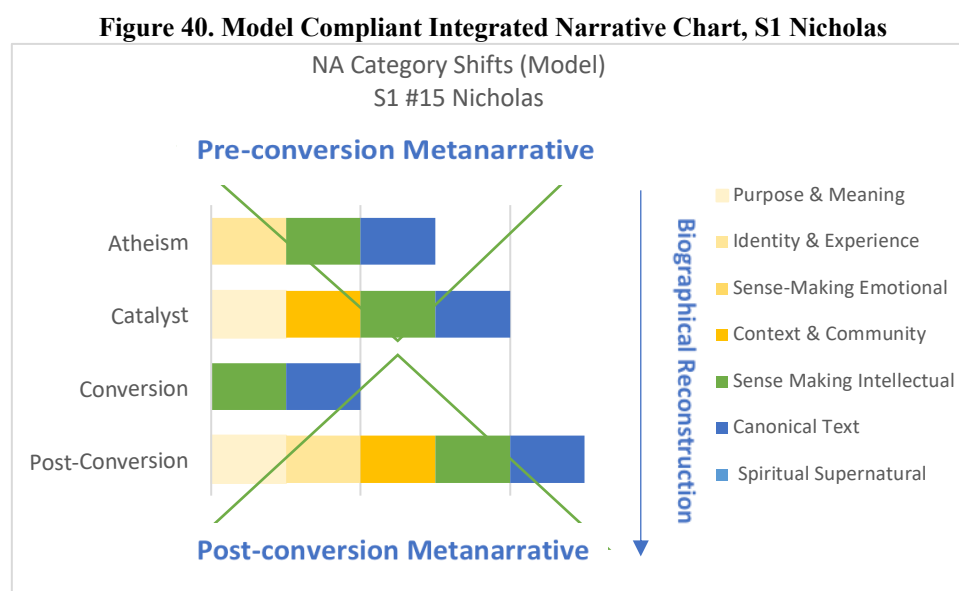 Figure 40. Model Compliant Integrated Narrative Chart, S1 Nicholas
NA Category Shifts (Model)
S1 #15 Nicholas
Pre-conversion Metanarrative
Atheism
Catalyst
Conversion
Post-Conversion
Post-conversion Metanarrative
Biographical Reconstruction
Purpose & Meaning
Identity & Experience
Sense-Making Emotional
Context & Community
Sense Making Intellectual
Canonical Text
Spiritual Supernatural